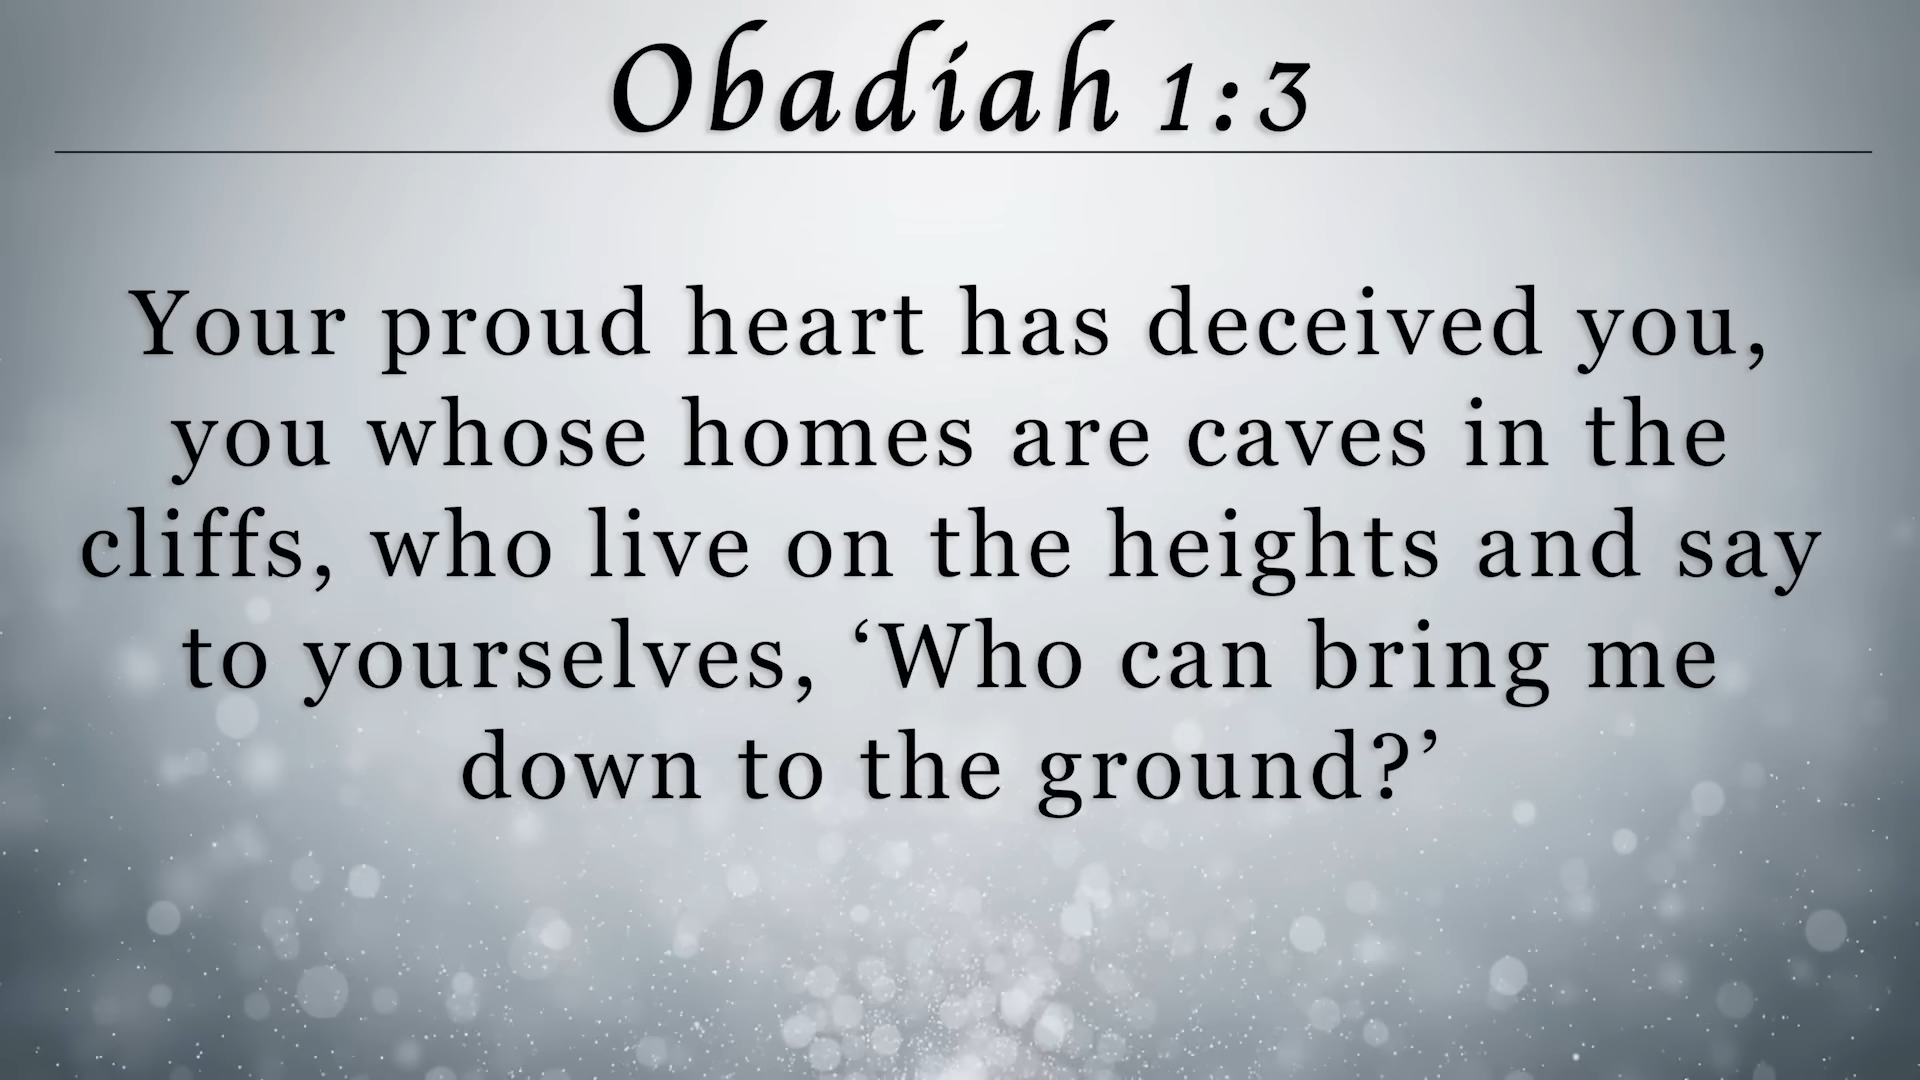 Obadiah 1:3
Your proud heart has deceived you,
you whose homes are caves in the
cliffs, who live on the heights and say
to yourselves, ‘Who can bring me
down to the ground?’